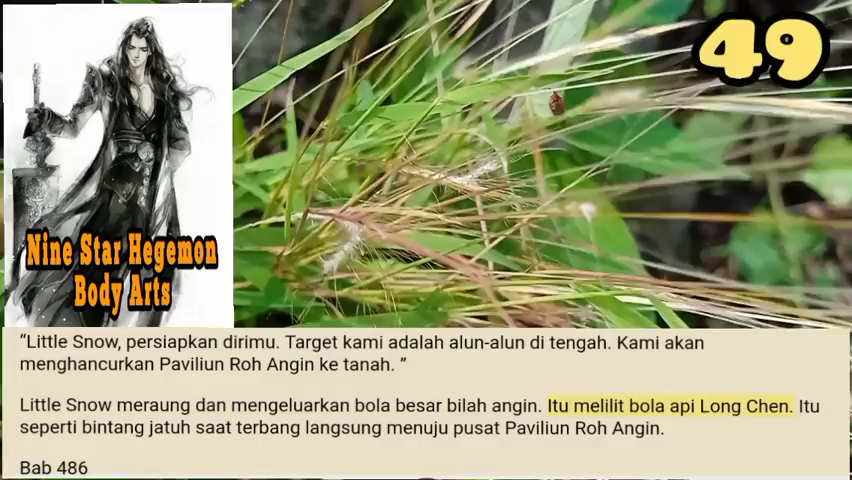 49
Nine Star Hegemon
Body Arts
“Little Snow, persiapkan dirimu. Target kami adalah alun-alun di tengah. Kami akan
menghancurkan Paviliun Roh Angin ke tanah. ”
Little Snow meraung dan mengeluarkan bola besar bilah angin. Itu melilit bola api Long Chen. Itu
seperti bintang jatuh saat terbang langsung menuju pusat Paviliun Roh Angin.
Bab 486